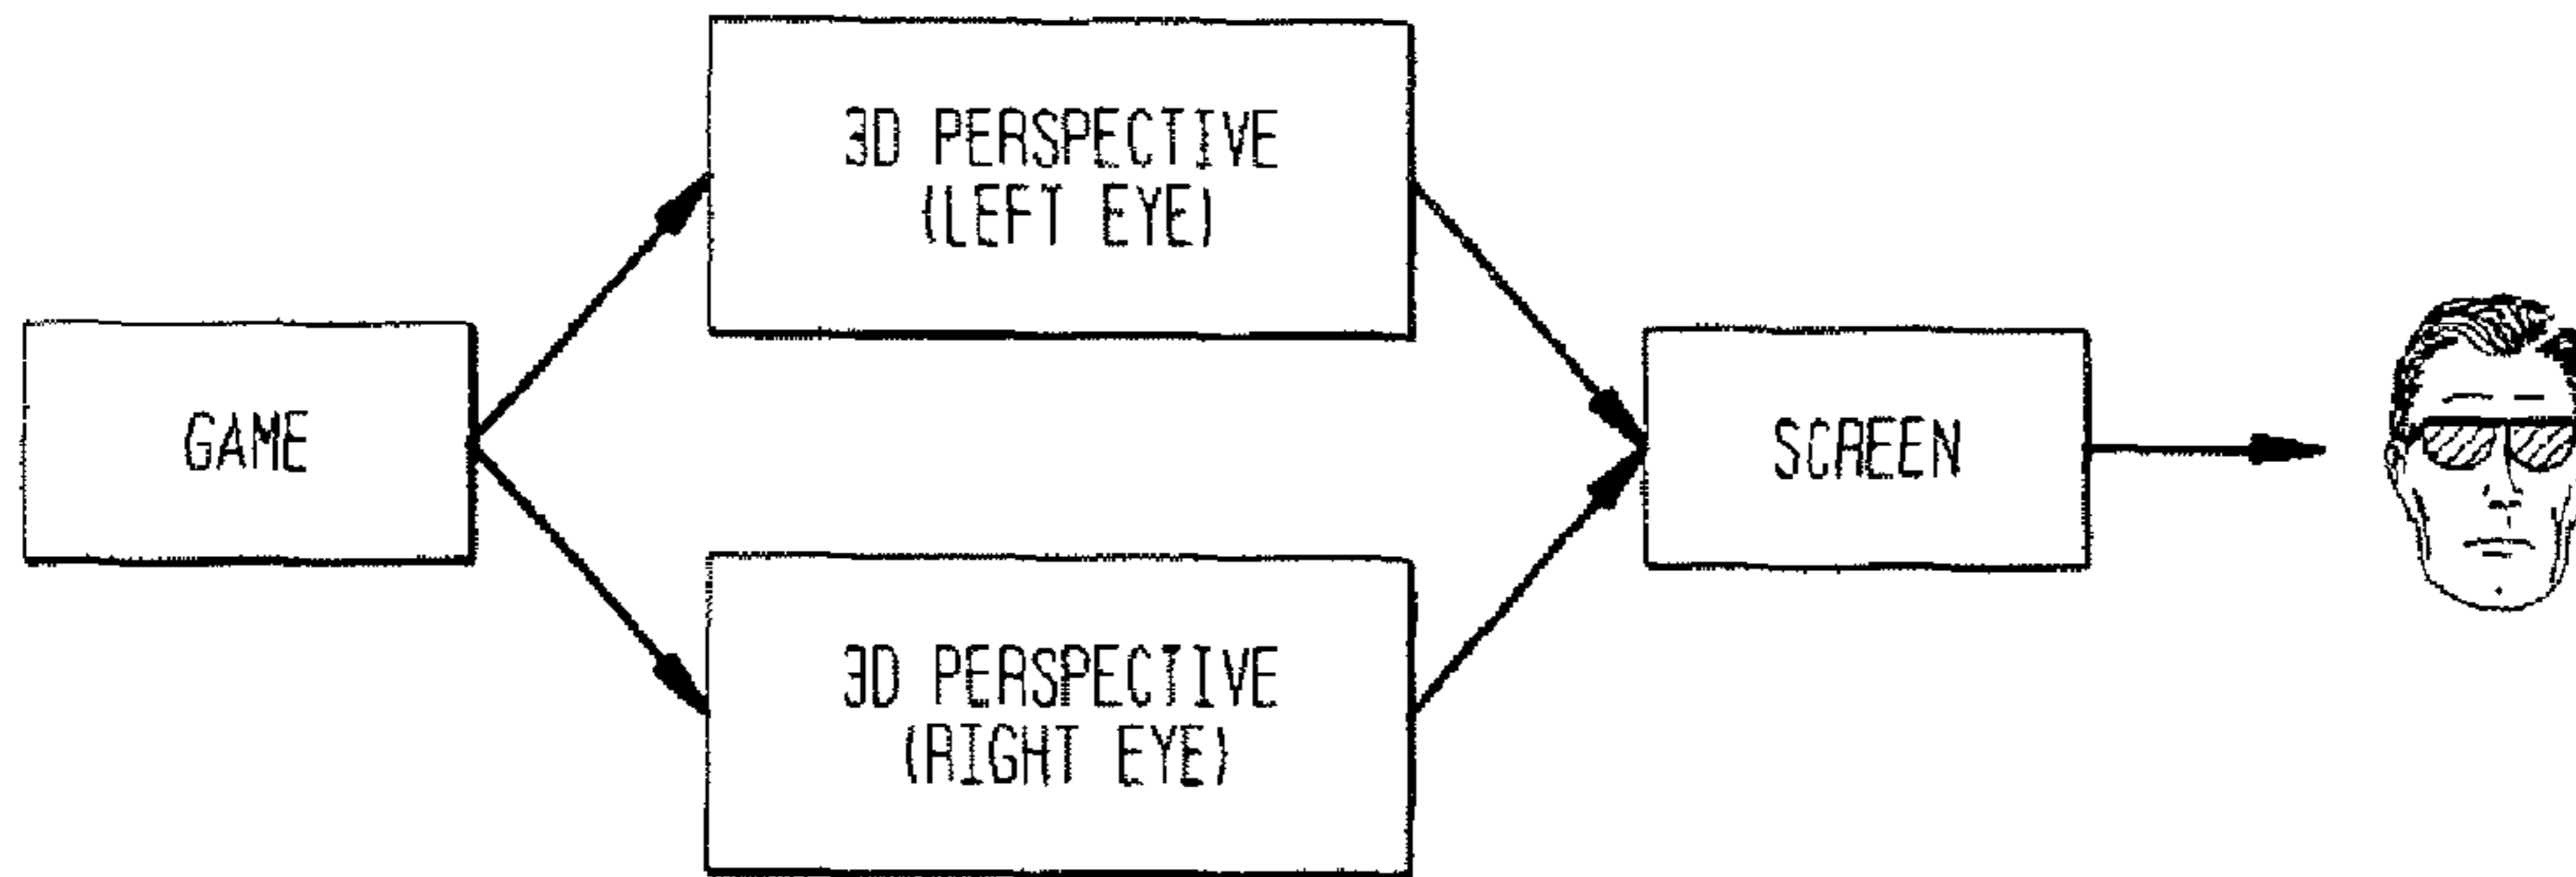 GAME
3D PERSPECTIVE
(LEFT EYE)
3D PERSPECTIVE
(RIGHT EYE)
SCREEN